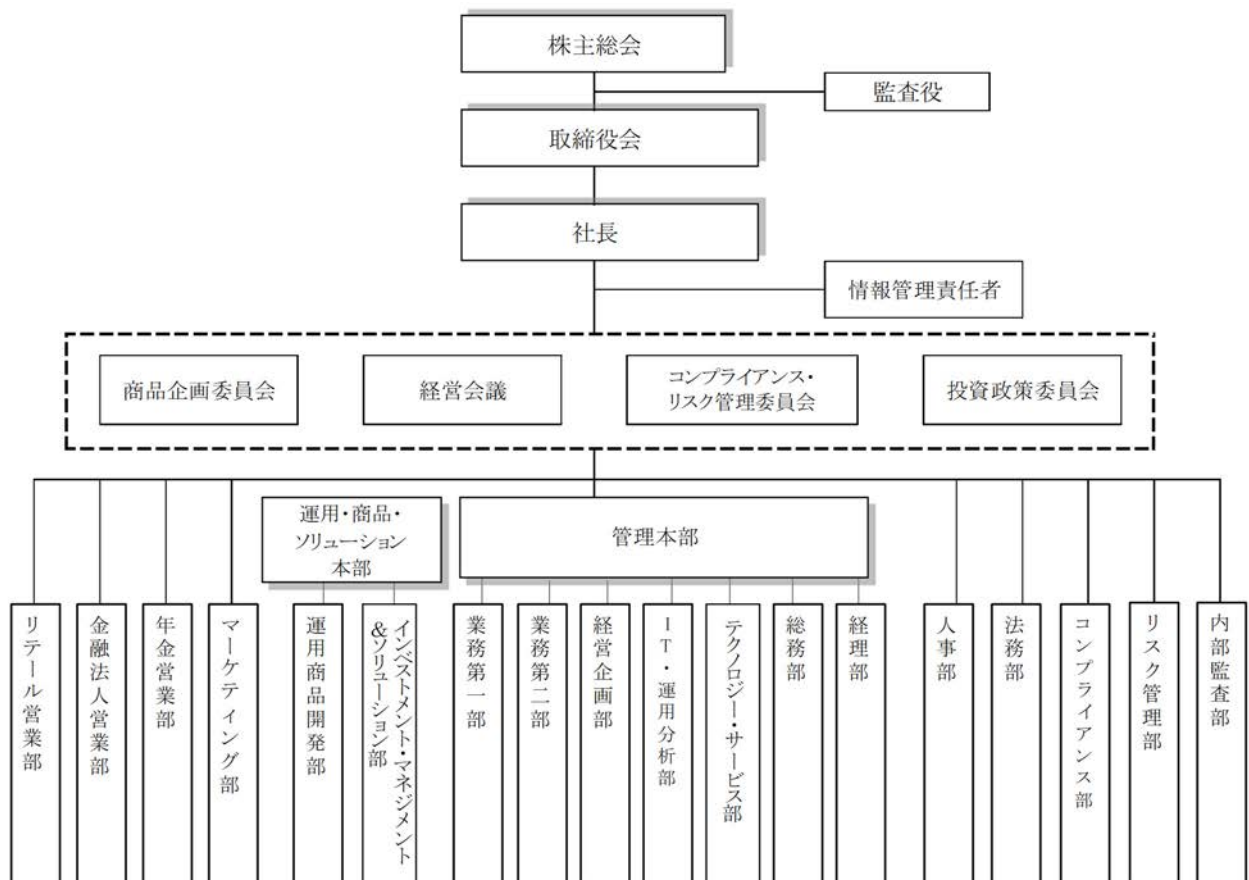 株主総会
監査役
取締役会
社長
情報管理責任者
商品企画委員会
経営会議
コンプライアンス・
リスク管理委員会
投資政策委員会
運用・商品・
ソリューション
本部
管理本部
リテール営業部
金融法人営業部
年金営業部
マーケティング部
運用商品開発部
インベストメント・マネジメント
&ソリューション部
業務第一部
業務第二部
経営企画部
IT・運用分析部
テクノロジー・サービス部
総務部
経理部
人事部
法務部
コンプライアンス部
リスク管理部
内部監査部